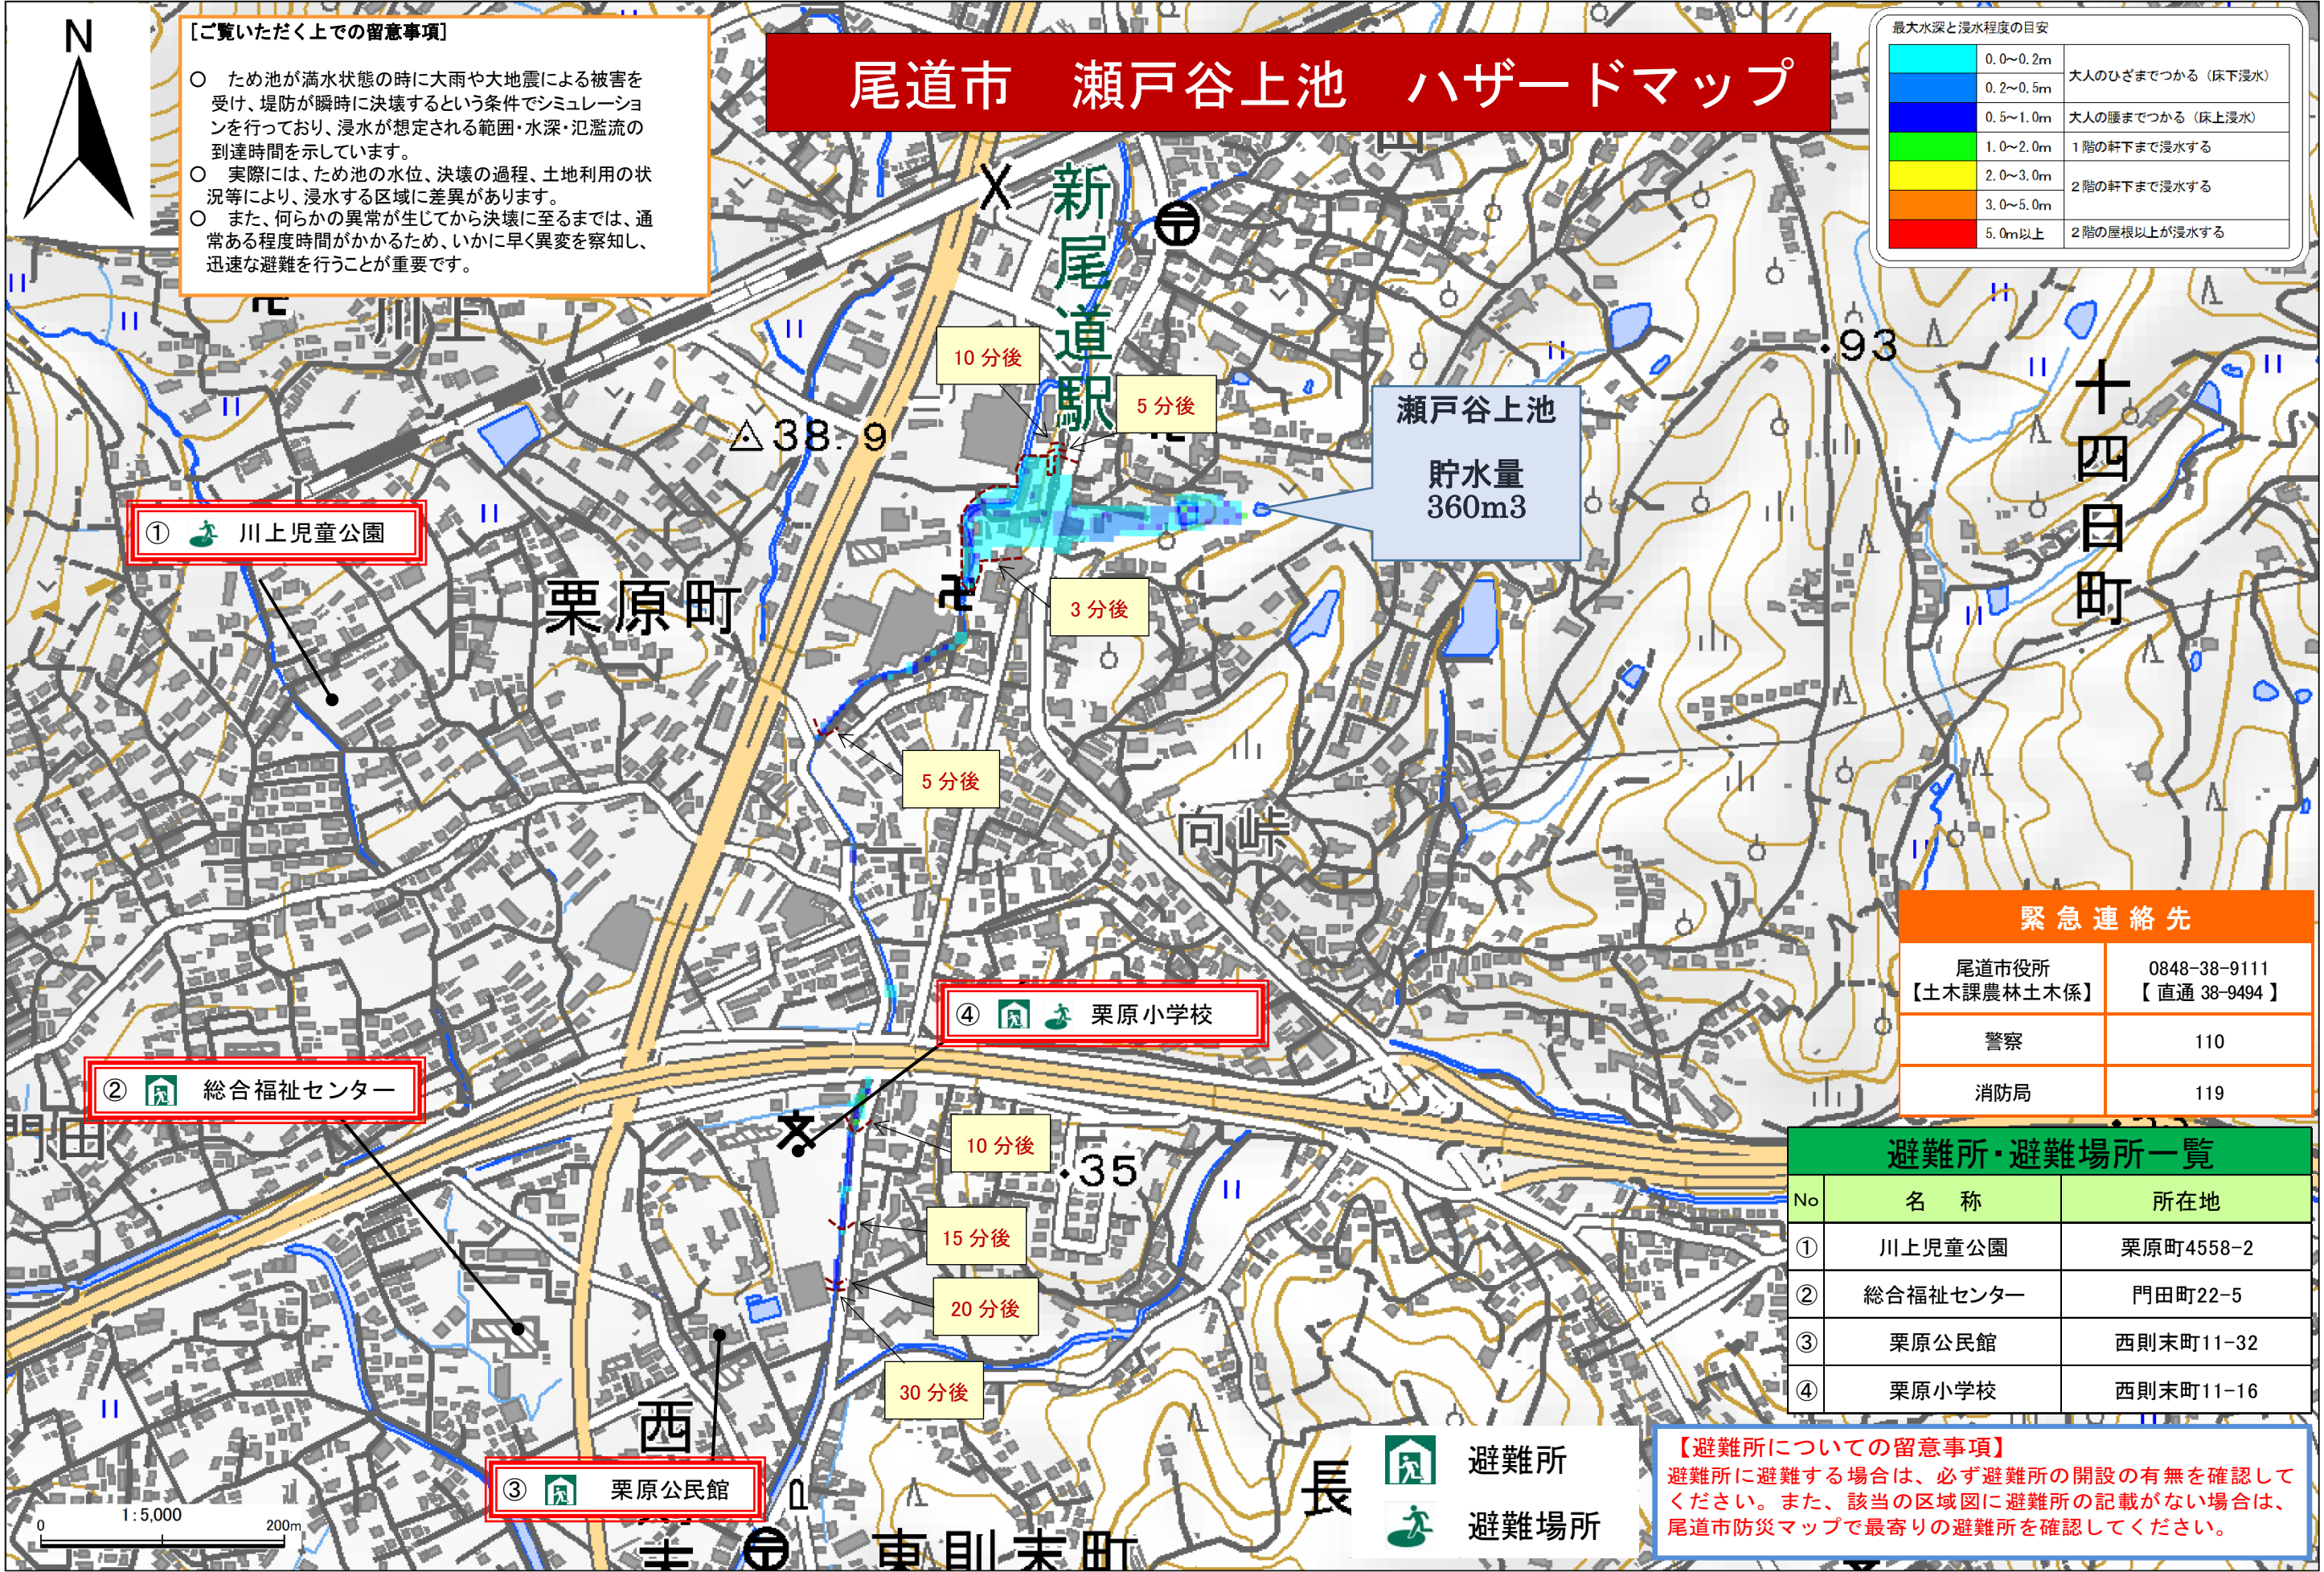 N
[ご覧いただく上での留意事項]
○　ため池が満水状態の時に大雨や大地震による被害を
受け、堤防が瞬時に決壊するという条件でシミュレーショ
ンを行っており、浸水が想定される範囲・水深・氾濫流の
到達時間を示しています。
○　実際には、ため池の水位、決壊の過程、土地利用の状
況等により、浸水する区域に差異があります。
○　また、何らかの異常が生じてから決壊に至るまでは、通
常ある程度時間がかかるため、いかに早く異変を察知し、
迅速な避難を行うことが重要です。
尾道市　瀬戸谷上池　ハザードマップ
最大水深と浸水程度の目安
0.0～0.2m
大人のひざまでつかる（床下浸水）
0.2～0.5m
0.5～1.0m 大人の腰までつかる（床上浸水）
1.0～2.0m 1階の軒下まで浸水する
2.0～3.0m
2階の軒下まで浸水する
3.0～5.0m
5.0m以上 2階の屋根以上が浸水する
新尾道駅
川上
10分後
5分後
38.9
93
瀬戸谷上池
貯水量
360m3
十四日町
① 川上児童公園
栗原町
3分後
5分後
向峠
緊急連絡先
尾道市役所
【土木課農林土木係】
0848-38-9111
【 直通 38-9494 】
警察 110
消防局 119
④ 栗原小学校
② 総合福祉センター
門田
10分後
35
15分後
20分後
30分後
避難所・避難場所一覧
No 名　称 所在地
① 川上児童公園 栗原町4558-2
② 総合福祉センター 門田町22-5
③ 栗原公民館 西則末町11-32
④ 栗原小学校 西則末町11-16
西
③ 栗原公民館
長
東則末町
避難所
避難場所
【避難所についての留意事項】
避難所に避難する場合は、必ず避難所の開設の有無を確認して
ください。また、該当の区域図に避難所の記載がない場合は、
尾道市防災マップで最寄りの避難所を確認してください。
1:5,000
0 200m